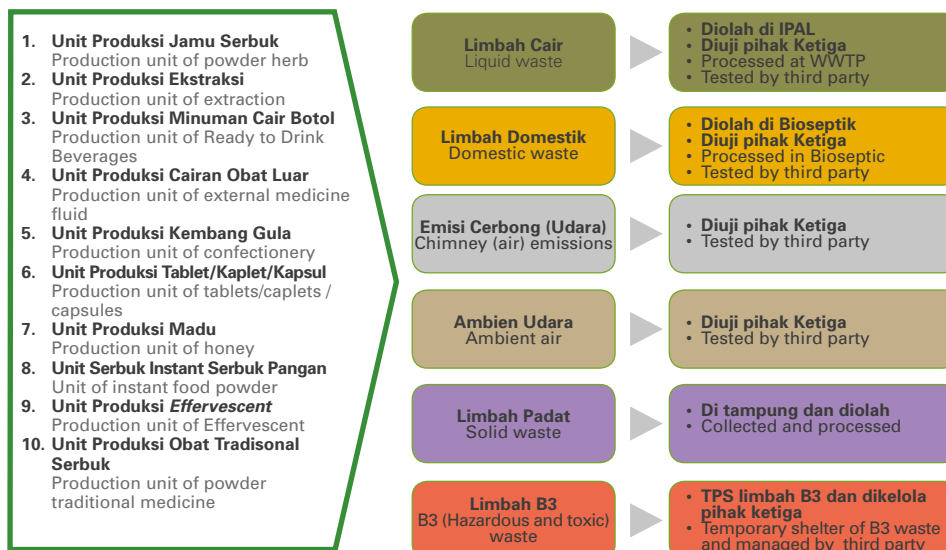 1. Unit Produksi Jamu Serbuk
Production unit of powder herb
2. Unit Produksi Ekstraksi
Production unit of extraction
3. Unit Produksi Minuman Cair Botol
Production unit of Ready to Drink
Beverages
4. Unit Produksi Cairan Obat Luar
Production unit of external medicine
fluid
5. Unit Produksi Kembang Gula
Production unit of confectionery
6. Unit Produksi Tablet/Kaplet/Kapsul
Production unit of tablets/caplets /
capsules
7. Unit Produksi Madu
Production unit of honey
8. Unit Serbuk Instant Serbuk Pangan
Unit of instant food powder
9. Unit Produksi Effervescent
Production unit of Effervescent
10. Unit Produksi Obat Tradisonal
Serbuk
Production unit of powder
traditional medicine
Limbah Cair
Liquid waste
• Diolah di IPAL
• Diuji pihak Ketiga
• Processed at WWTP
• Tested by third party
Limbah Domestik
Domestic waste
• Diolah di Bioseptik
• Diuji pihak Ketiga
• Processed in Bioseptic
• Tested by third party
Emisi Cerbong (Udara)
Chimney (air) emissions
• Diuji pihak Ketiga
• Tested by third party
Ambien Udara
Ambient air
• Diuji pihak Ketiga
• Tested by third party
Limbah Padat
Solid waste
• Di tampung dan diolah
• Collected and processed
Limbah B3
B3 (Hazardous and toxic)
waste
• TPS limbah B3 dan dikelola
pihak ketiga
• Temporary shelter of B3 waste
and managed by third party